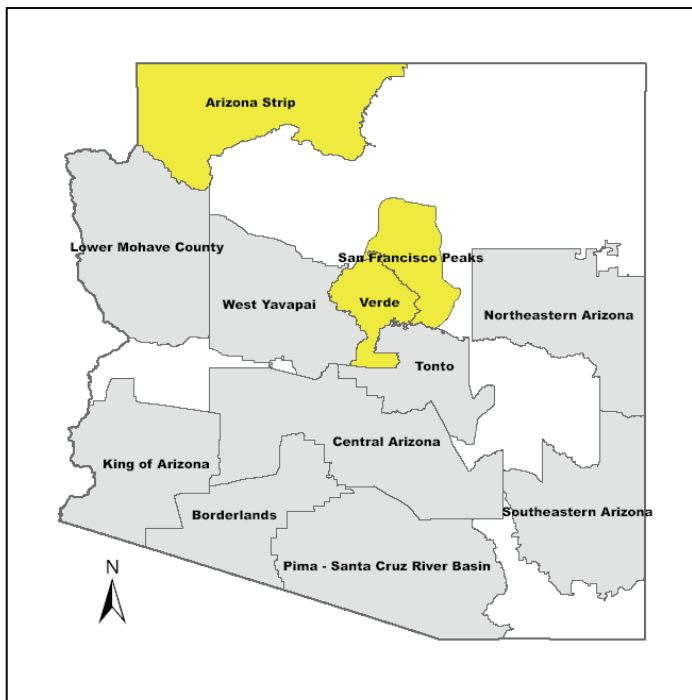 Arizona Strip
Lower Mohave County
San Francisco Peaks
West Yavapai
Verde
Northeastern Arizona
Tonto
Central Arizona
King of Arizona
Borderlands
Southeastern Arizona
Pima - Santa Cruz River Basin
N